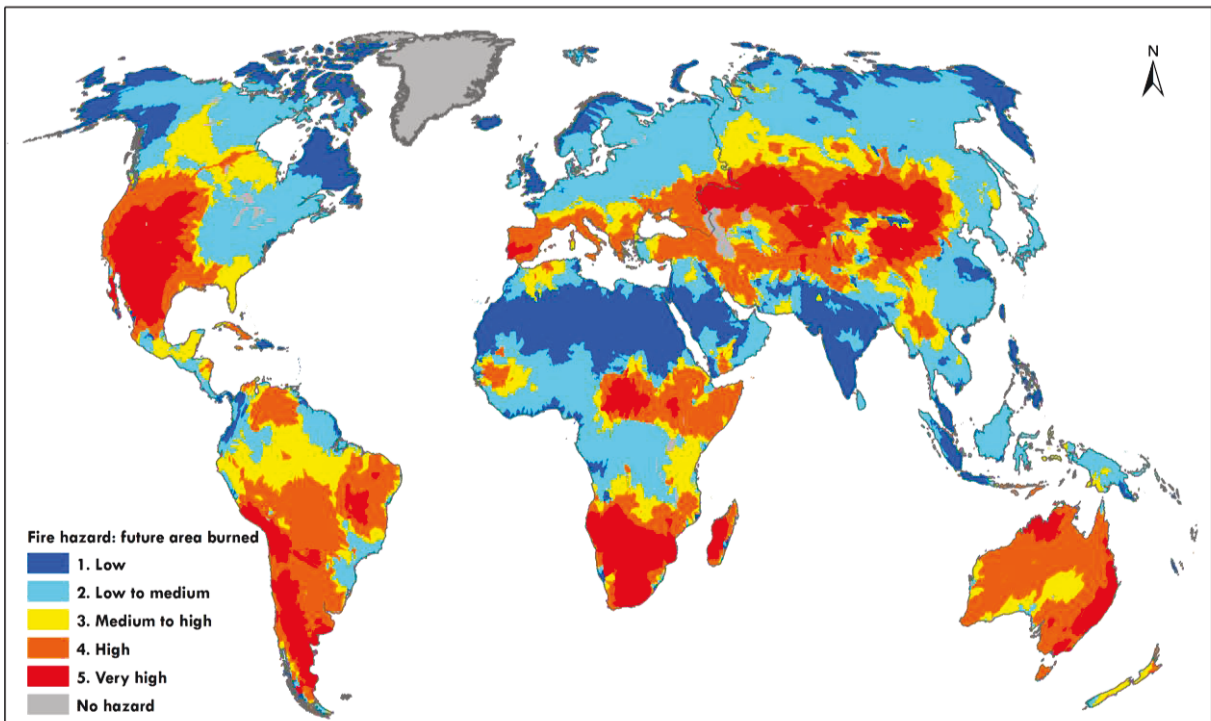 N
Fire hazard: future area burned
1. Low
2. Low to medium
3. Medium to high
4. High
5. Very high
No hazard